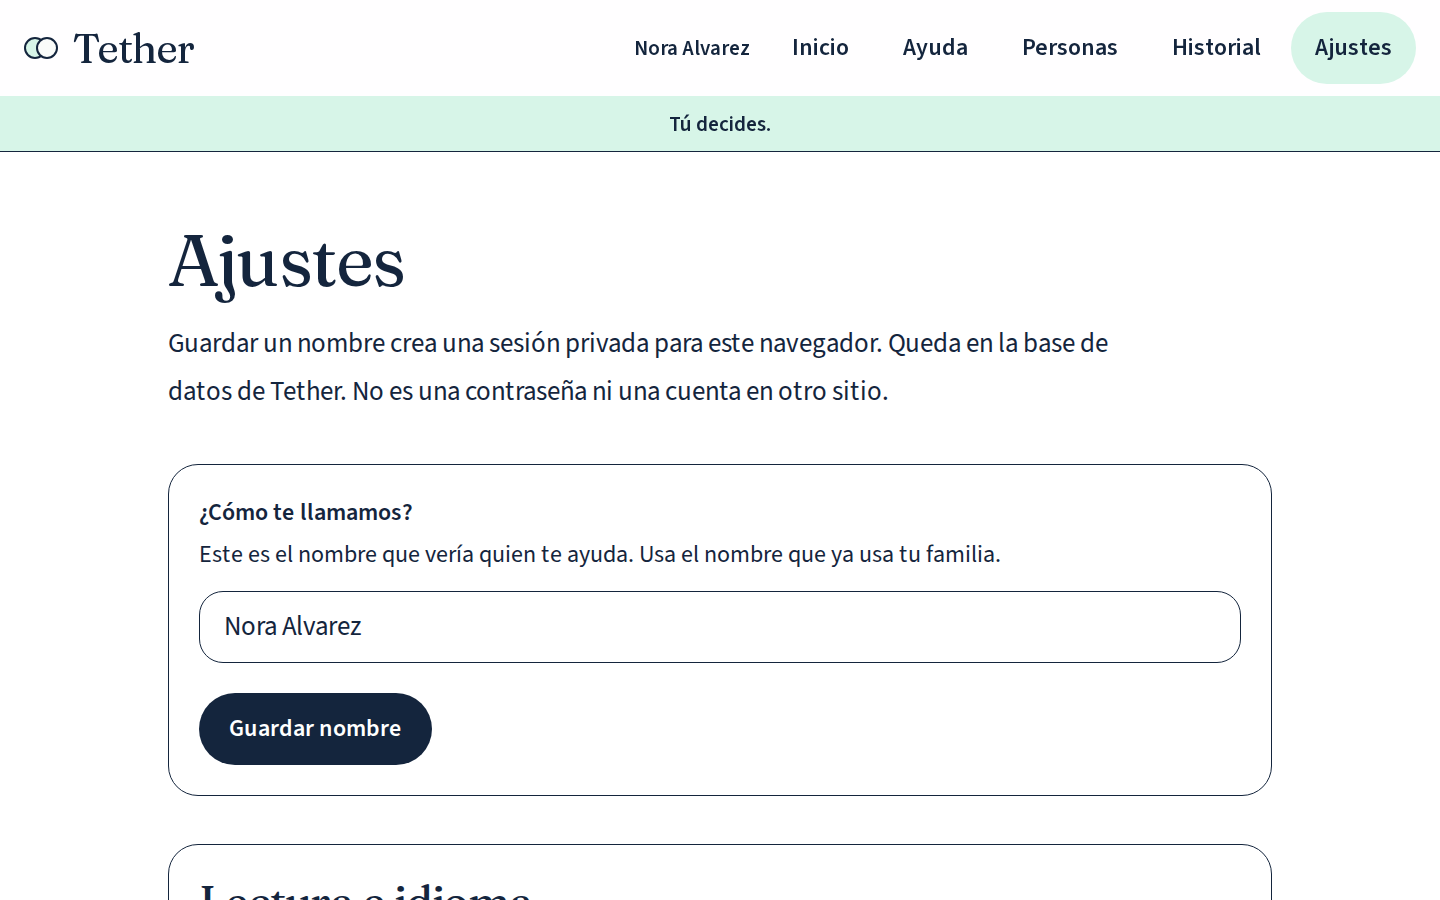 Tether
Nora Alvarez
Inicio
Ayuda
Personas
Historial
Ajustes
Tú decides.
Ajustes
Guardar un nombre crea una sesión privada para este navegador. Queda en la base de
datos de Tether. No es una contraseña ni una cuenta en otro sitio.
¿Cómo te llamamos?
Este es el nombre que vería quien te ayuda. Usa el nombre que ya usa tu familia.
Nora Alvarez
Guardar nombre
Lectura e idioma